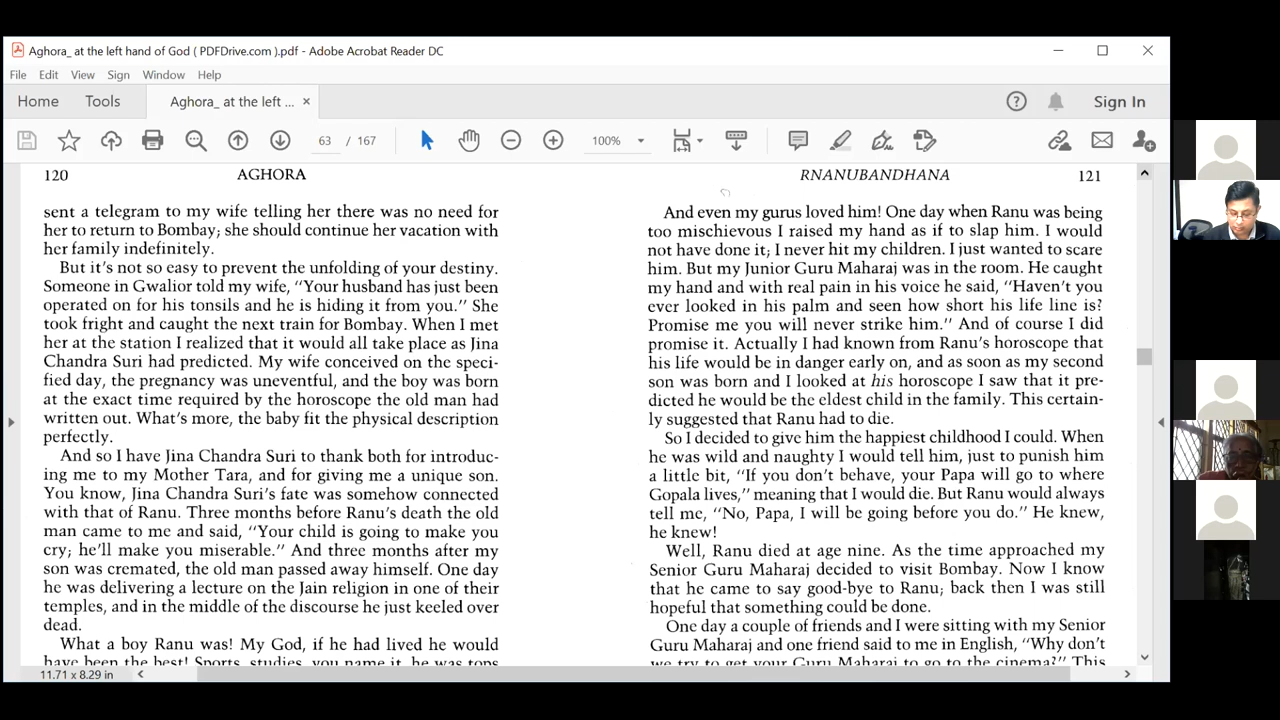 Aghora_ at the left hand of God ( PDFDrive.com ).pdf - Adobe Acrobat Reader DC
File Edit View Sign Window Help
Home Tools Aghora_ at the left ... × Sign In
63 / 167 100%
120 AGHORA
sent a telegram to my wife telling her there was no need for
her to return to Bombay; she should continue her vacation with
her family indefinitely.
But it's not so easy to prevent the unfolding of your destiny.
Someone in Gwalior told my wife, "Your husband has just been
operated on for his tonsils and he is hiding it from you." She
took fright and caught the next train for Bombay. When I met
her at the station I realized that it would all take place as Jina
Chandra Suri had predicted. My wife conceived on the speci-
fied day, the pregnancy was uneventful, and the boy was born
at the exact time required by the horoscope the old man had
written out. What's more, the baby fit the physical description
perfectly.
And so I have Jina Chandra Suri to thank both for introduc-
ing me to my Mother Tara, and for giving me a unique son.
You know, Jina Chandra Suri's fate was somehow connected
with that of Ranu. Three months before Ranu's death the old
man came to me and said, "Your child is going to make you
cry; he'll make you miserable." And three months after my
son was cremated, the old man passed away himself. One day
he was delivering a lecture on the Jain religion in one of their
temples, and in the middle of the discourse he just keeled over
dead.
What a boy Ranu was! My God, if he had lived he would
have been the best! Sports, studies, you name it, he was tops
RNANUBANDHANA 121
And even my gurus loved him! One day when Ranu was being
too mischievous I raised my hand as if to slap him. I would
not have done it; I never hit my children. I just wanted to scare
him. But my Junior Guru Maharaj was in the room. He caught
my hand and with real pain in his voice he said, "Haven't you
ever looked in his palm and seen how short his life line is?
Promise me you will never strike him." And of course I did
promise it. Actually I had known from Ranu's horoscope that
his life would be in danger early on, and as soon as my second
son was born and I looked at his horoscope I saw that it pre-
dicted he would be the eldest child in the family. This certain-
ly suggested that Ranu had to die.
So I decided to give him the happiest childhood I could. When
he was wild and naughty I would tell him, just to punish him
a little bit, "If you don't behave, your Papa will go to where
Gopala lives," meaning that I would die. But Ranu would always
tell me, "No, Papa, I will be going before you do." He knew,
he knew!
Well, Ranu died at age nine. As the time approached my
Senior Guru Maharaj decided to visit Bombay. Now I know
that he came to say good-bye to Ranu; back then I was still
hopeful that something could be done.
One day a couple of friends and I were sitting with my Senior
Guru Maharaj and one friend said to me in English, "Why don't
we try to get your Guru Maharaj to go to the cinema?" This
11.71 x 8.29 in